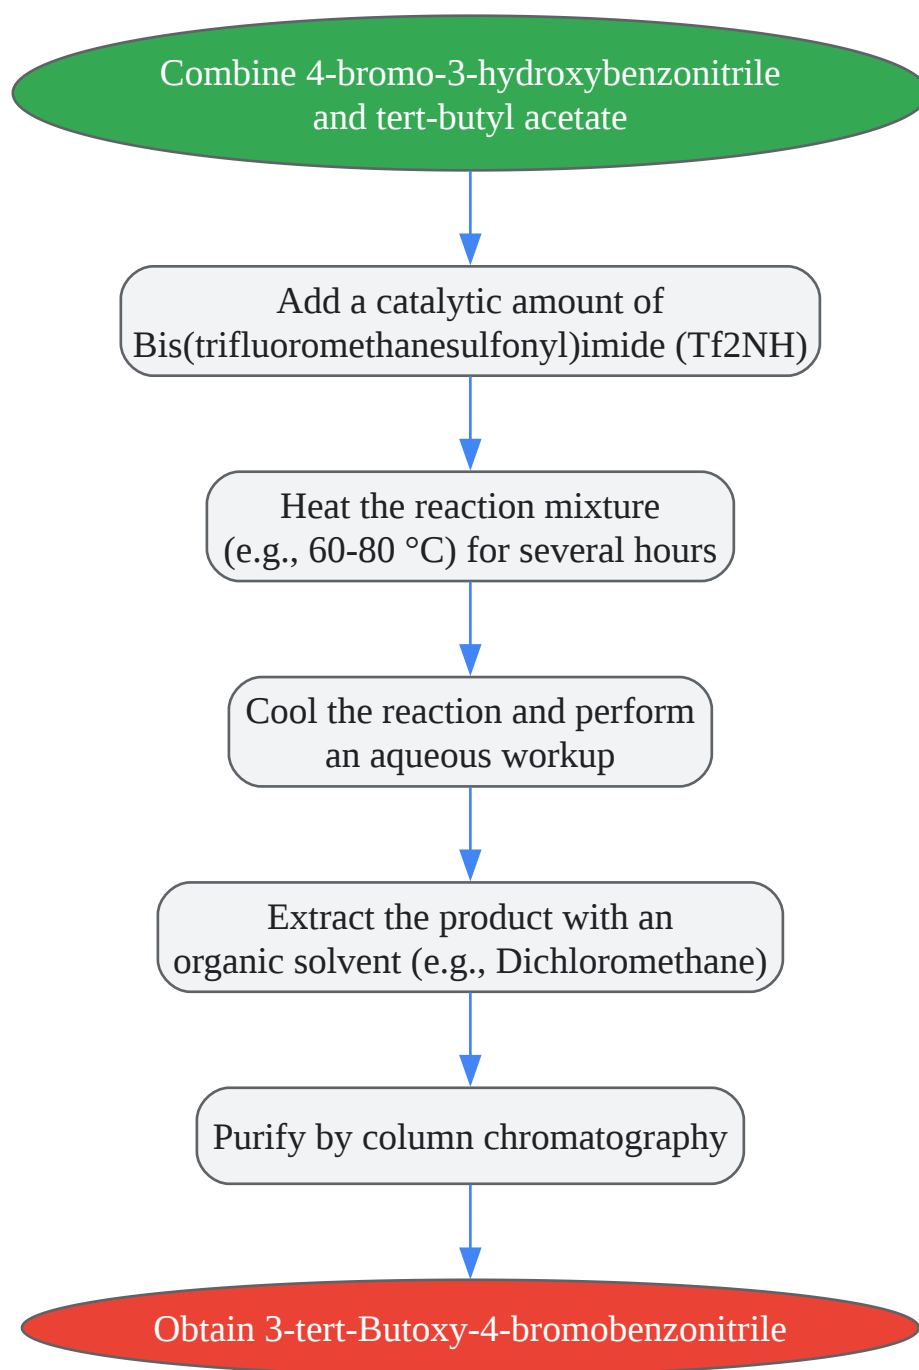 Combine 4-bromo-3-hydroxybenzonitrile
and tert-butyl acetate
Add a catalytic amount of
Bis(trifluoromethanesulfonyl)imide (Tf2NH)
Heat the reaction mixture
(e.g., 60-80 °C) for several hours
Cool the reaction and perform
an aqueous workup
Extract the product with an
organic solvent (e.g., Dichloromethane)
Purify by column chromatography
Obtain 3-tert-Butoxy-4-bromobenzonitrile